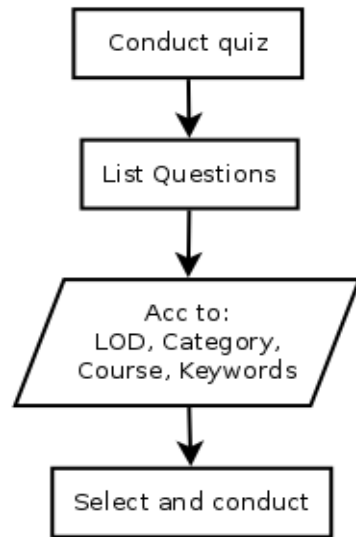 Conduct quiz
List Questions
Acc to:
LOD, Category,
Course, Keywords
Select and conduct